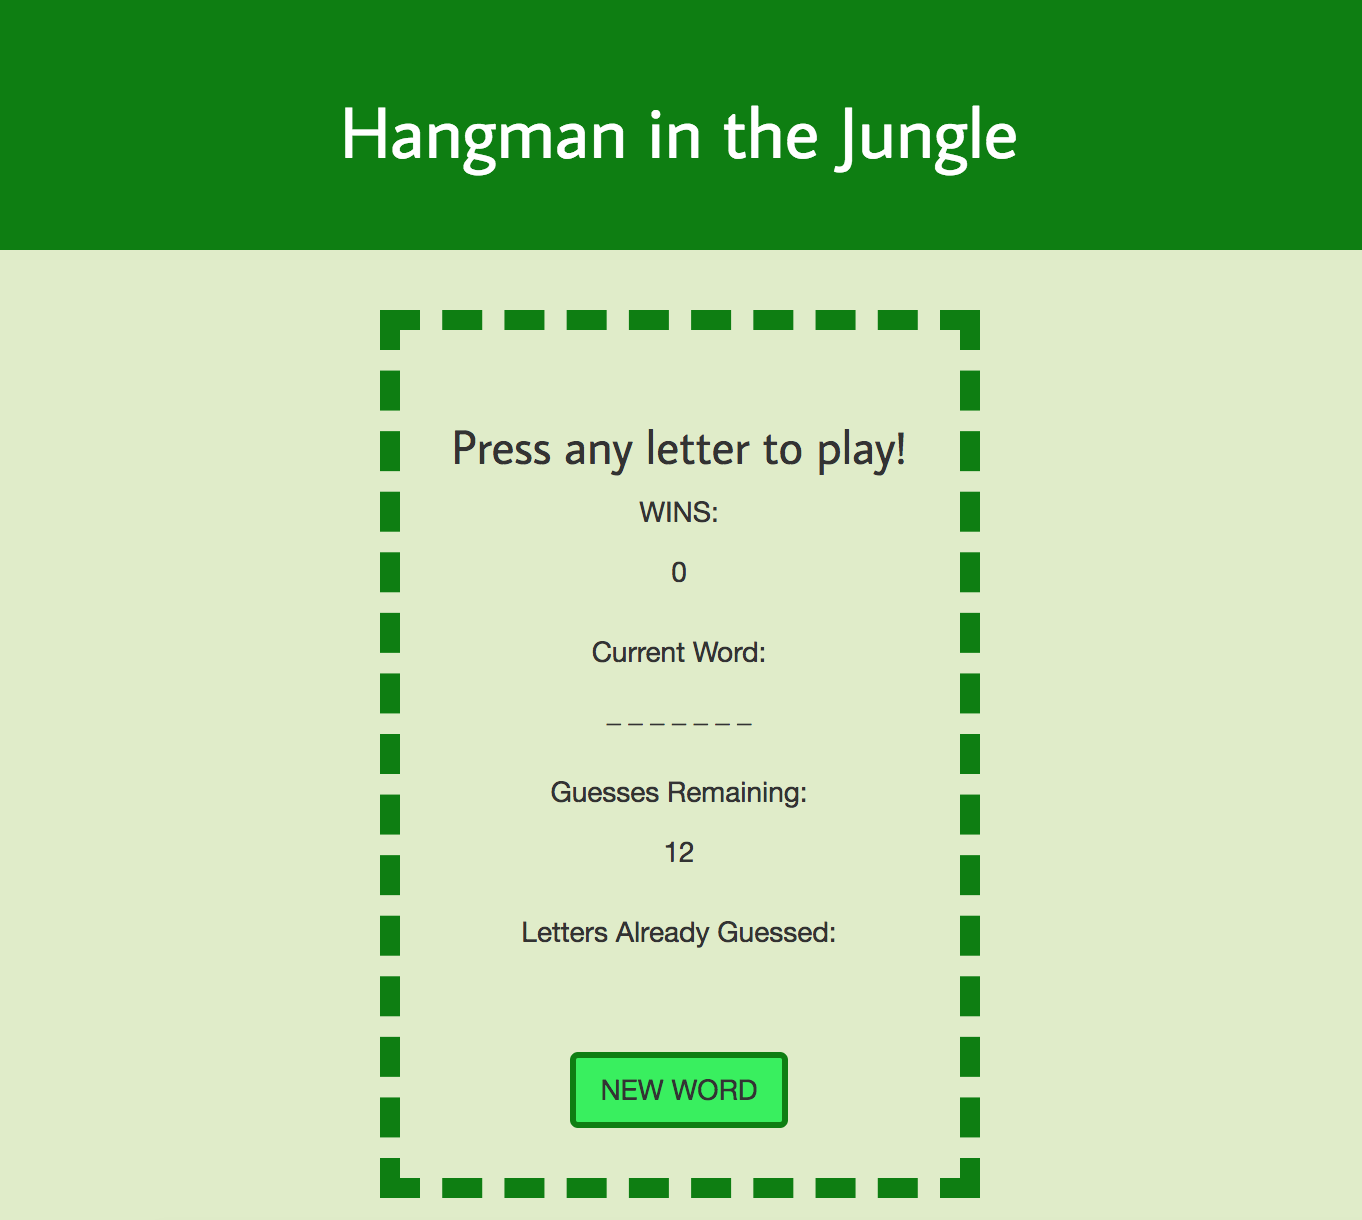 Hangman in the Jungle
Press any letter to play!
WINS:
0
Current Word:
_ _ _ _ _ _ _
Guesses Remaining:
12
Letters Already Guessed:
NEW WORD